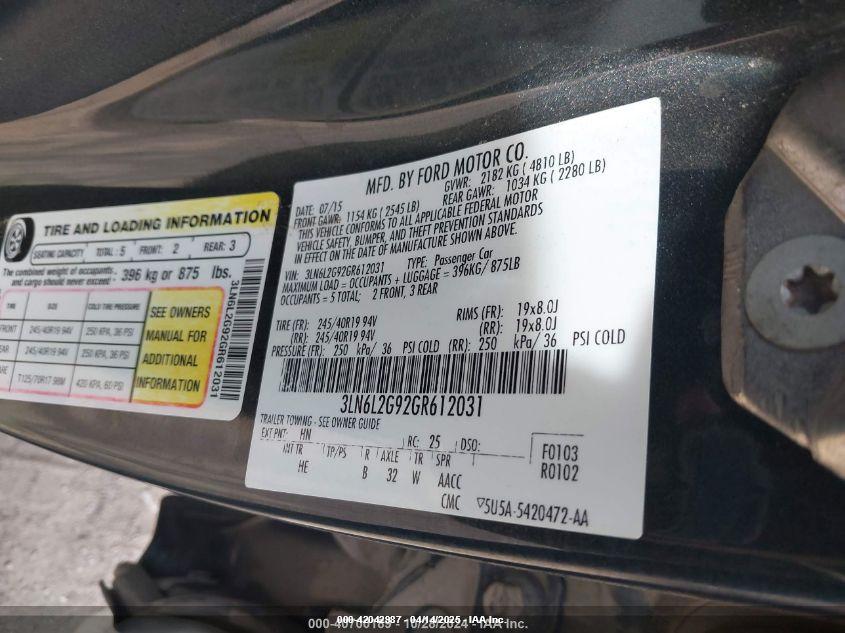 TIRE AND LOADING INFORMATION
SEATING CAPACITY TOTAL : 5 FRONT: 2 REAR: 3
The combined weight of occupants and cargo should never exceed 396 kg or 875 lbs.
TIRE SIZE COLD TIRE PRESSURE
FRONT 245/40R19 94V 250 KPA, 36 PSI
REAR 245/40R19 94V 250 KPA, 36 PSI
T125/70R17 98M 420 KPA, 60 PSI
SEE OWNERS
MANUAL FOR
ADDITIONAL
INFORMATION
3LN6L2G92GR612031
MFD. BY FORD MOTOR CO.
DATE: 07/15 GVWR: 2182 KG ( 4810 LB)
FRONT GAWR: 1154 KG ( 2545 LB) REAR GAWR: 1034 KG ( 2280 LB)
THIS VEHICLE CONFORMS TO ALL APPLICABLE FEDERAL MOTOR
VEHICLE SAFETY, BUMPER, AND THEFT PREVENTION STANDARDS
IN EFFECT ON THE DATE OF MANUFACTURE SHOWN ABOVE.
VIN: 3LN6L2G92GR612031 TYPE: Passenger Car
MAXIMUM LOAD = OCCUPANTS + LUGGAGE = 396KG/ 875LB
OCCUPANTS = 5 TOTAL; 2 FRONT, 3 REAR
TIRE (FR): 245/40R19 94V RIMS (FR): 19x8.0J
(RR): 245/40R19 94V (RR): 19x8.0J
PRESSURE (FR): 250 kPa/ 36 PSI COLD (RR): 250 kPa/ 36 PSI COLD
3LN6L2G92GR612031
TRAILER TOWING - SEE OWNER GUIDE
EXT PNT: HN RC: 25 DSO: F0103
INT TR TP/PS R AXLE TR SPR R0102
HE B 32 W AACC
CMC 5U5A-5420472-AA
42042987 - 04/14/2025 - IAA Inc.
40700169 - 10/28/2024 - IAA Inc.